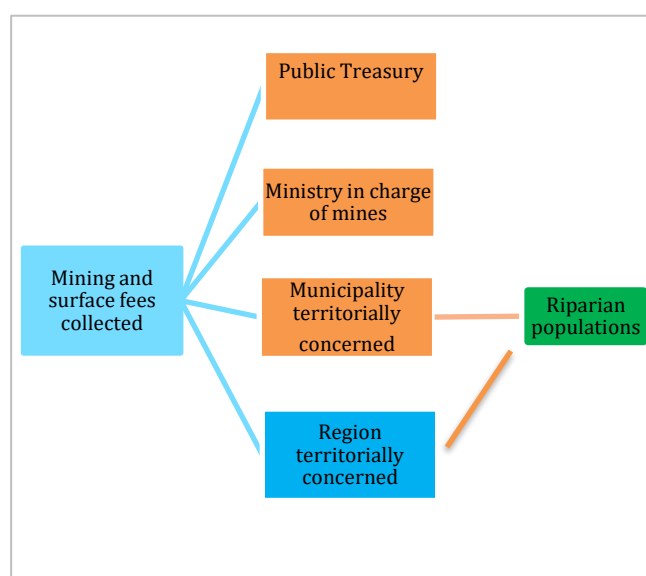 Public Treasury
Ministry in charge
of mines
Mining and
surface fees
collected
Municipality
territorially
concerned
Riparian
populations
Region
territorially
concerned